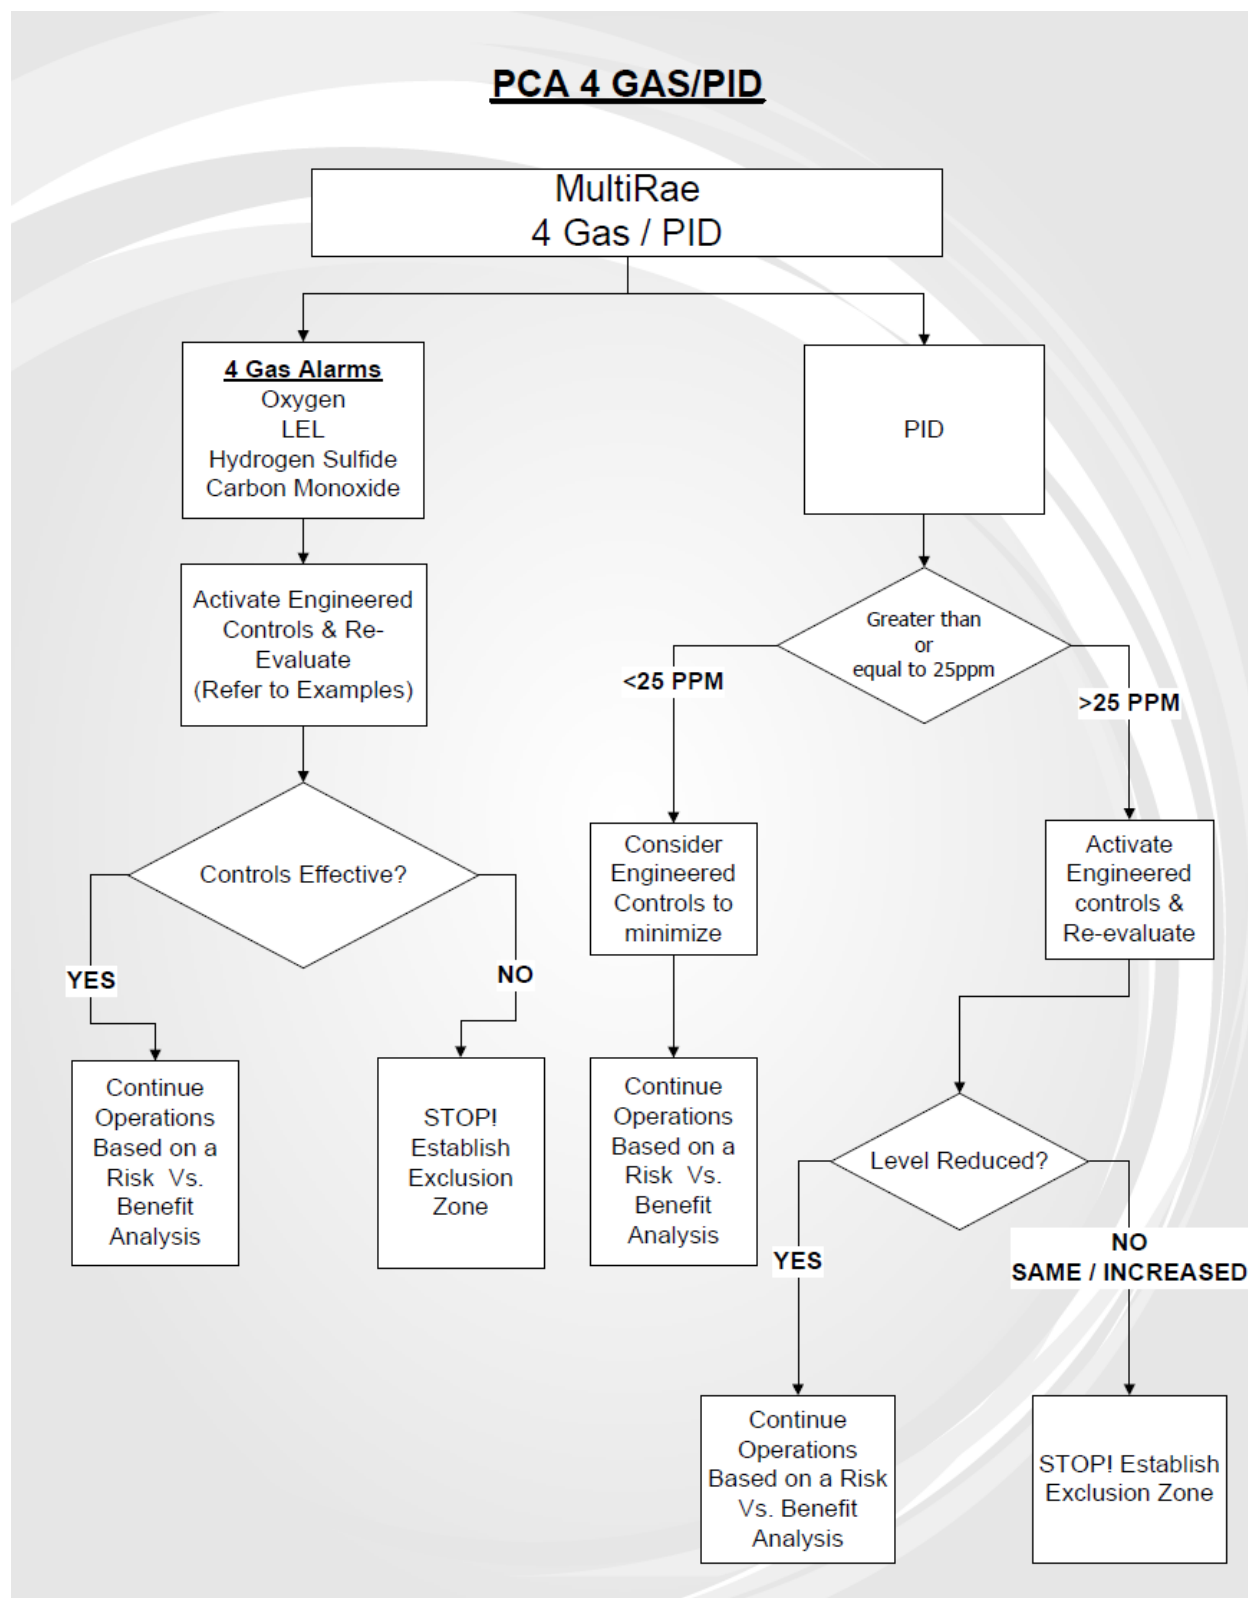 PCA 4 GAS/PID
MultiRae
4 Gas / PID
4 Gas Alarms
Oxygen
LEL
Hydrogen Sulfide
Carbon Monoxide
Activate Engineered
Controls & Re-
Evaluate
(Refer to Examples)
Controls Effective?
YES
NO
Continue
Operations
Based on a
Risk Vs.
Benefit
Analysis
STOP!
Establish
Exclusion
Zone
PID
Greater than
or
equal to 25ppm
<25 PPM
>25 PPM
Consider
Engineered
Controls to
minimize
Continue
Operations
Based on a
Risk Vs.
Benefit
Analysis
Activate
Engineered
controls &
Re-evaluate
Level Reduced?
YES
NO
SAME / INCREASED
Continue
Operations
Based on a Risk
Vs. Benefit
Analysis
STOP! Establish
Exclusion Zone